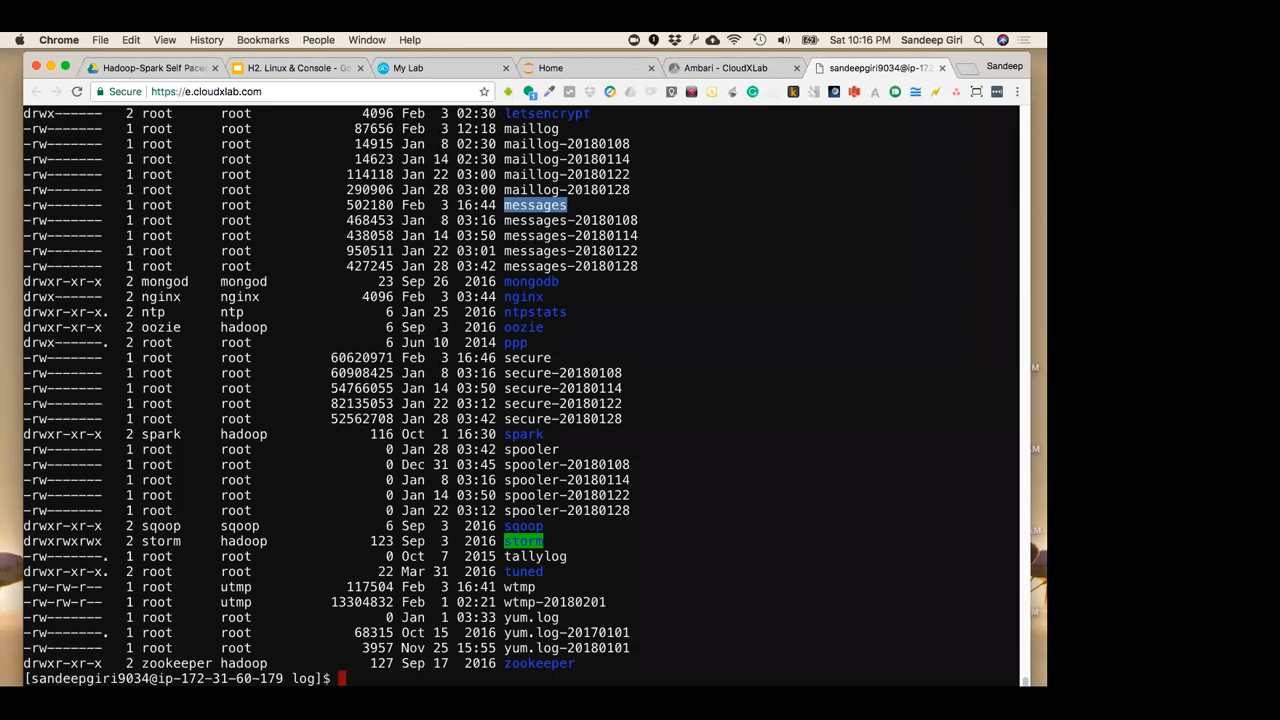 Chrome File Edit View History Bookmarks People Window Help Sat 10:16 PM Sandeep Giri
Hadoop-Spark Self Pace × H2. Linux & Console - Go × My Lab × Home × Ambari - CloudXLab × sandeepgiri9034@ip-172 × Sandeep
Secure https://e.cloudxlab.com
drwx------ 2 root root 4096 Feb 3 02:30 letsencrypt
-rw------- 1 root root 87656 Feb 3 12:18 maillog
-rw------- 1 root root 14915 Jan 8 02:30 maillog-20180108
-rw------- 1 root root 14623 Jan 14 02:30 maillog-20180114
-rw------- 1 root root 114118 Jan 22 03:00 maillog-20180122
-rw------- 1 root root 290906 Jan 28 03:00 maillog-20180128
-rw------- 1 root root 502180 Feb 3 16:44 messages
-rw------- 1 root root 468453 Jan 8 03:16 messages-20180108
-rw------- 1 root root 438058 Jan 14 03:50 messages-20180114
-rw------- 1 root root 950511 Jan 22 03:01 messages-20180122
-rw------- 1 root root 427245 Jan 28 03:42 messages-20180128
drwxr-xr-x 2 mongod mongod 23 Sep 26 2016 mongodb
drwx------ 2 nginx nginx 4096 Feb 3 03:44 nginx
drwxr-xr-x. 2 ntp ntp 6 Jan 25 2016 ntpstats
drwxr-xr-x 2 oozie hadoop 6 Sep 3 2016 oozie
drwx------. 2 root root 6 Jun 10 2014 ppp
-rw------- 1 root root 60620971 Feb 3 16:46 secure
-rw------- 1 root root 60908425 Jan 8 03:16 secure-20180108
-rw------- 1 root root 54766055 Jan 14 03:50 secure-20180114
-rw------- 1 root root 82135053 Jan 22 03:12 secure-20180122
-rw------- 1 root root 52562708 Jan 28 03:42 secure-20180128
drwxr-xr-x 2 spark hadoop 116 Oct 1 16:30 spark
-rw------- 1 root root 0 Jan 28 03:42 spooler
-rw------- 1 root root 0 Dec 31 03:45 spooler-20180108
-rw------- 1 root root 0 Jan 8 03:16 spooler-20180114
-rw------- 1 root root 0 Jan 14 03:50 spooler-20180122
-rw------- 1 root root 0 Jan 22 03:12 spooler-20180128
drwxr-xr-x 2 sqoop sqoop 6 Sep 3 2016 sqoop
drwxrwxrwx 2 storm hadoop 123 Sep 3 2016 storm
-rw-------. 1 root root 0 Oct 7 2015 tallylog
drwxr-xr-x. 2 root root 22 Mar 31 2016 tuned
-rw-rw-r-- 1 root utmp 117504 Feb 3 16:41 wtmp
-rw-rw-r-- 1 root utmp 13304832 Feb 1 02:21 wtmp-20180201
-rw------- 1 root root 0 Jan 1 03:33 yum.log
-rw-------. 1 root root 68315 Oct 15 2016 yum.log-20170101
-rw------- 1 root root 3957 Nov 25 15:55 yum.log-20180101
drwxr-xr-x 2 zookeeper hadoop 127 Sep 17 2016 zookeeper
[sandeepgiri9034@ip-172-31-60-179 log]$